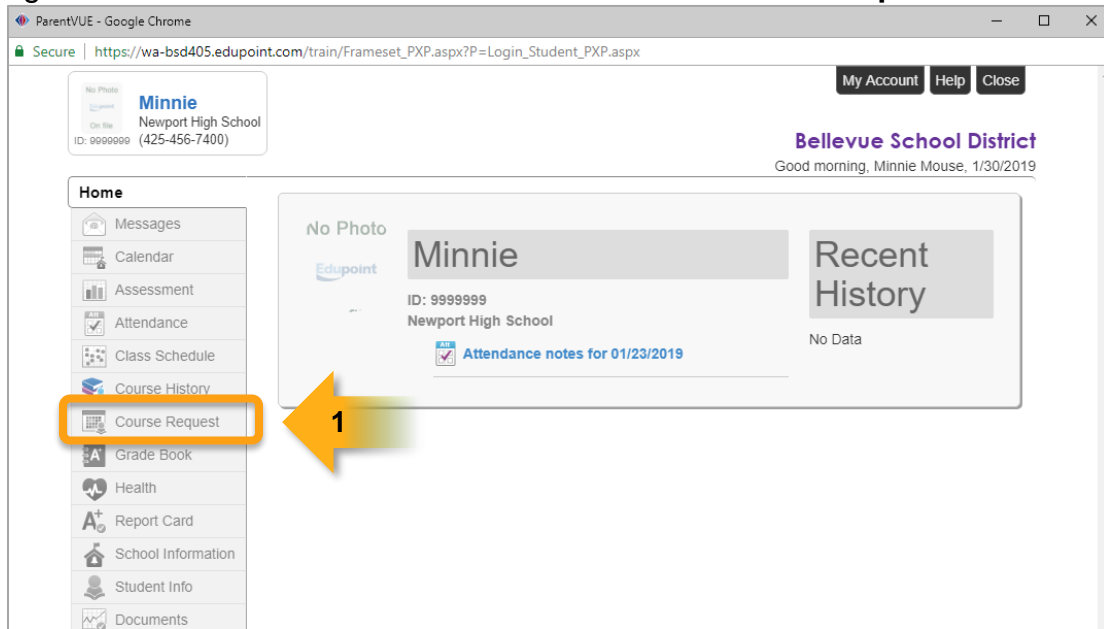 ParentVUE - Google Chrome
Secure | https://wa-bsd405.edupoint.com/train/Frameset_PXP.aspx?P=Login_Student_PXP.aspx
My Account Help Close
No Photo
Edupoint
On file
Minnie
Newport High School
ID: 9999999 (425-456-7400)
Bellevue School District
Good morning, Minnie Mouse, 1/30/2019
Home
Messages
Calendar
Assessment
Attendance
Class Schedule
Course History
Course Request
1
Grade Book
Health
Report Card
School Information
Student Info
Documents
No Photo
Edupoint
Minnie
ID: 9999999
Newport High School
Attendance notes for 01/23/2019
Recent
History
No Data